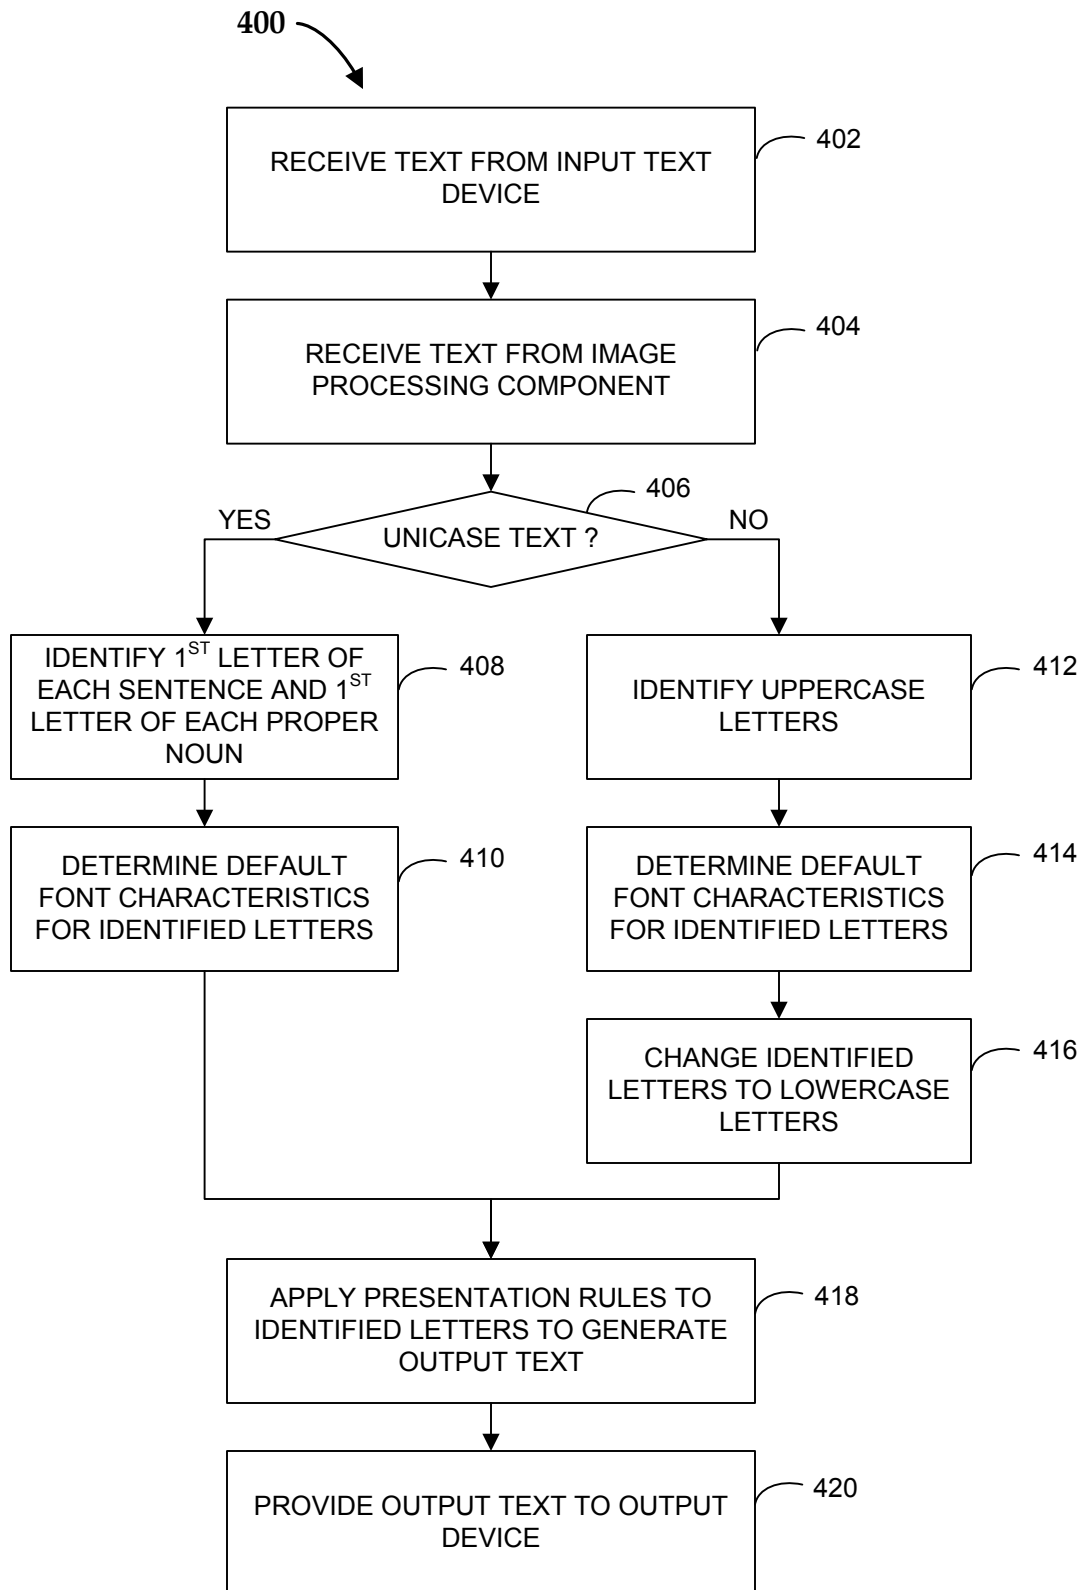 400
RECEIVE TEXT FROM INPUT TEXT
DEVICE
402
RECEIVE TEXT FROM IMAGE
PROCESSING COMPONENT
404
UNICASE TEXT ?
406
YES
NO
IDENTIFY 1ST LETTER OF
EACH SENTENCE AND 1ST
LETTER OF EACH PROPER
NOUN
408
DETERMINE DEFAULT
FONT CHARACTERISTICS
FOR IDENTIFIED LETTERS
410
IDENTIFY UPPERCASE
LETTERS
412
DETERMINE DEFAULT
FONT CHARACTERISTICS
FOR IDENTIFIED LETTERS
414
CHANGE IDENTIFIED
LETTERS TO LOWERCASE
LETTERS
416
APPLY PRESENTATION RULES TO
IDENTIFIED LETTERS TO GENERATE
OUTPUT TEXT
418
PROVIDE OUTPUT TEXT TO OUTPUT
DEVICE
420